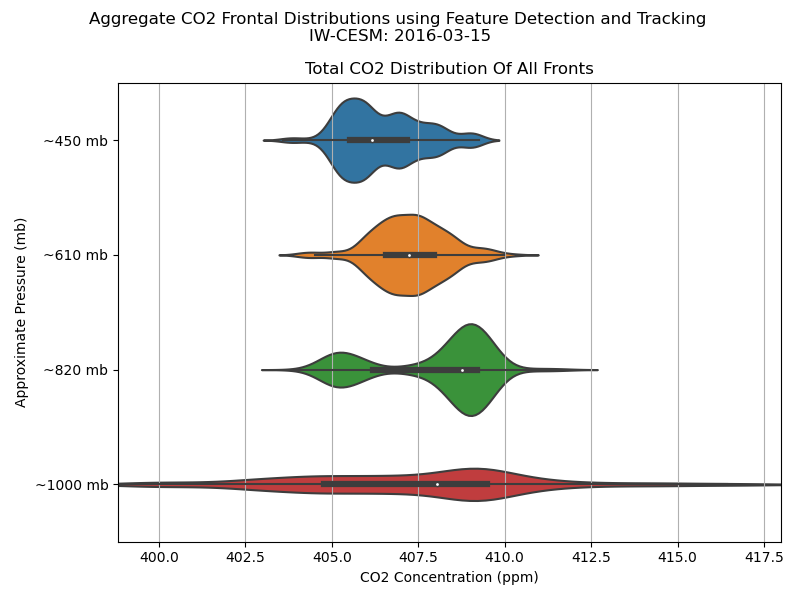 Aggregate CO2 Frontal Distributions using Feature Detection and Tracking
IW-CESM: 2016-03-15
Total CO2 Distribution Of All Fronts
Approximate Pressure (mb)
~450 mb
~610 mb
~820 mb
~1000 mb
400.0 402.5 405.0 407.5 410.0 412.5 415.0 417.5
CO2 Concentration (ppm)